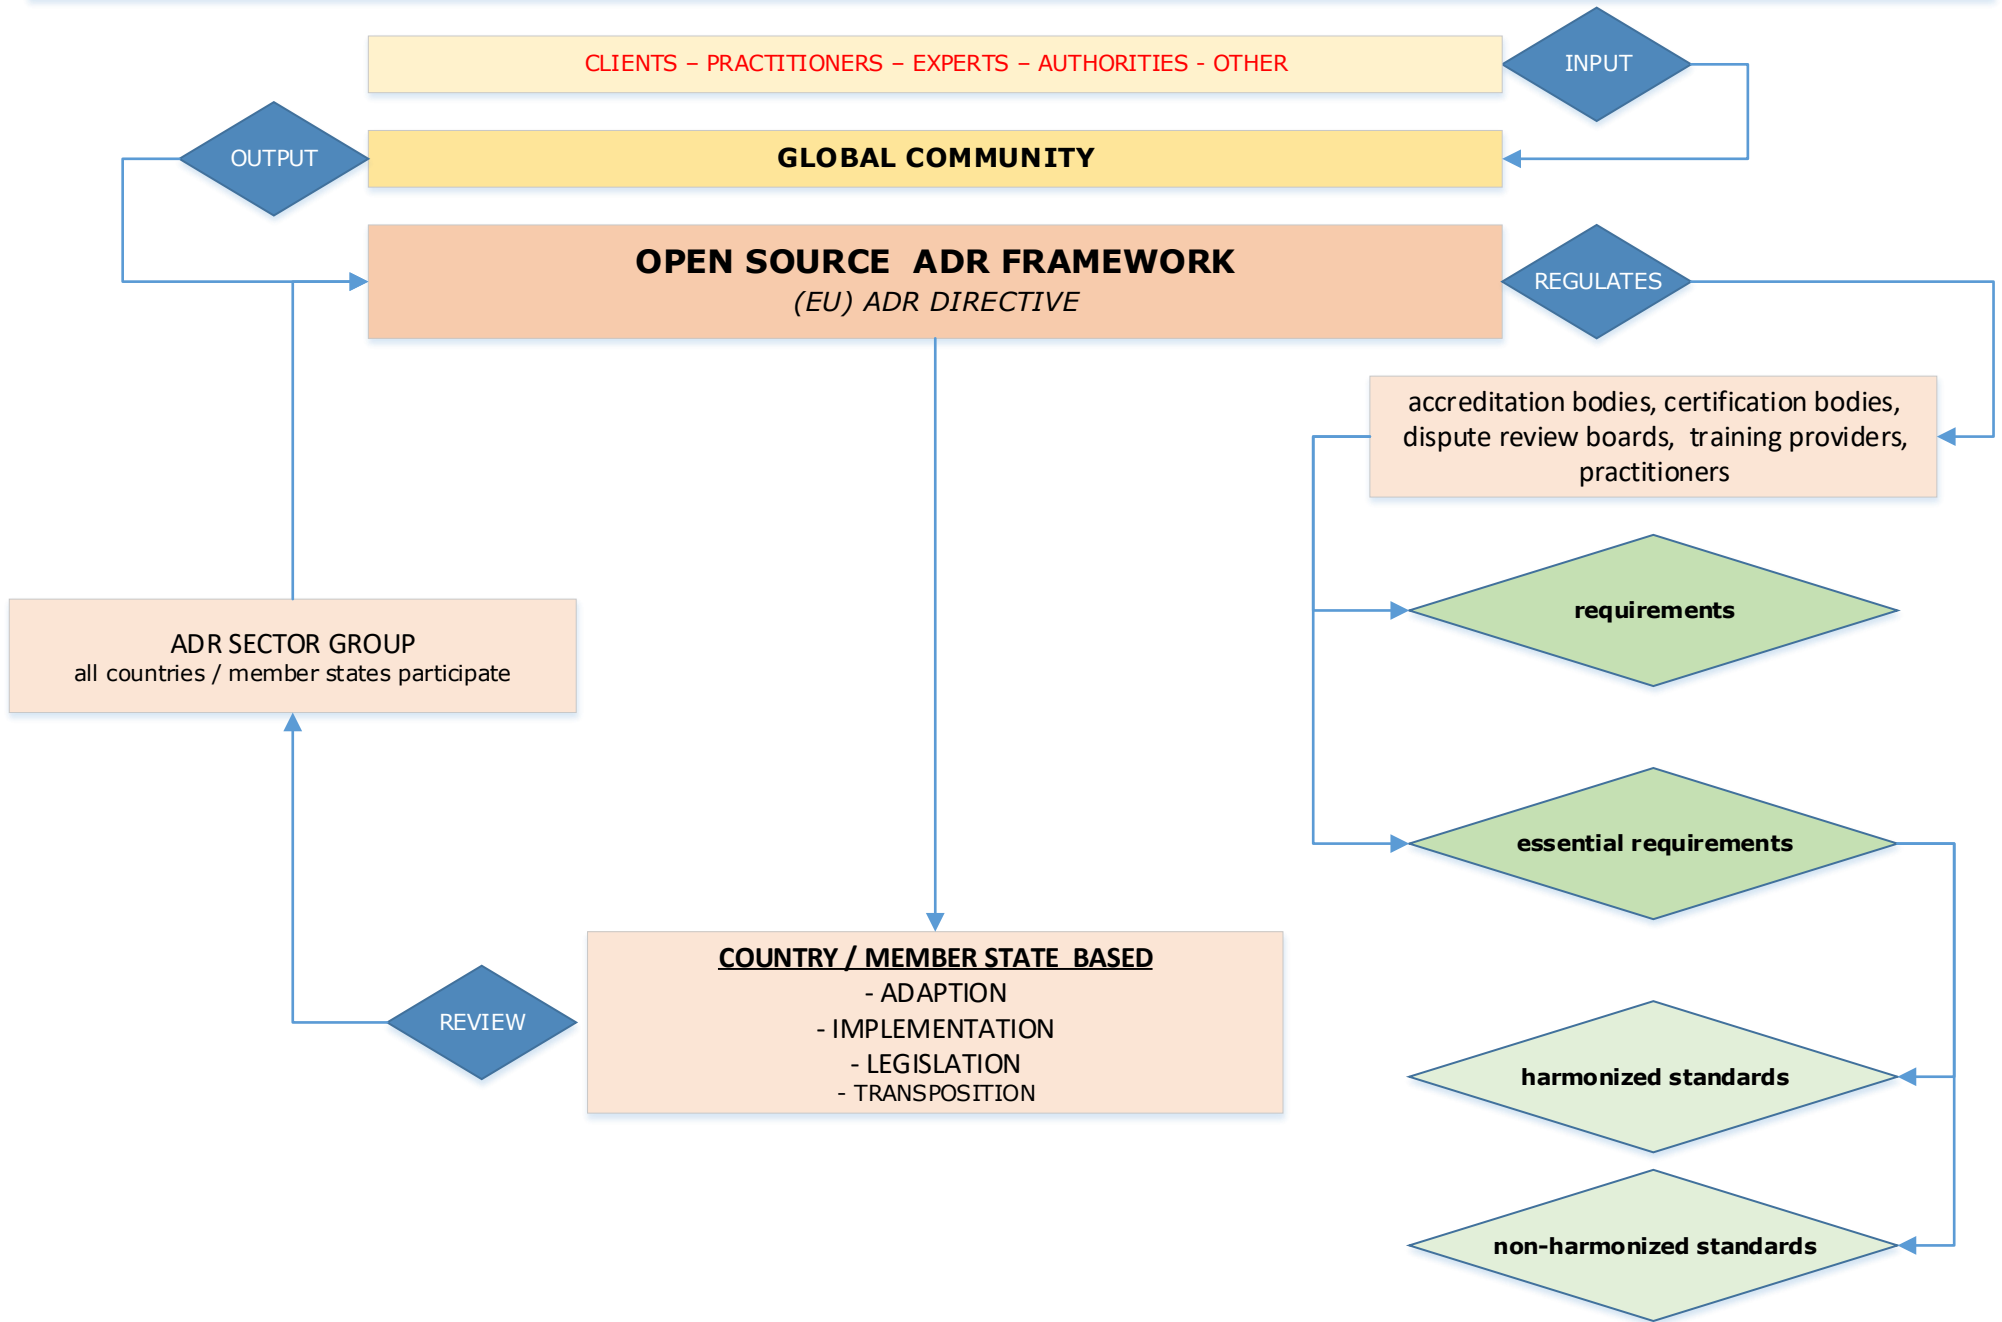 CLIENTS – PRACTITIONERS – EXPERTS – AUTHORITIES - OTHER
INPUT
OUTPUT
GLOBAL COMMUNITY
OPEN SOURCE ADR FRAMEWORK
(EU) ADR DIRECTIVE
REGULATES
accreditation bodies, certification bodies,
dispute review boards, training providers,
practitioners
requirements
ADR SECTOR GROUP
all countries / member states participate
essential requirements
COUNTRY / MEMBER STATE BASED
- ADAPTION
- IMPLEMENTATION
- LEGISLATION
- TRANSPOSITION
REVIEW
harmonized standards
non-harmonized standards